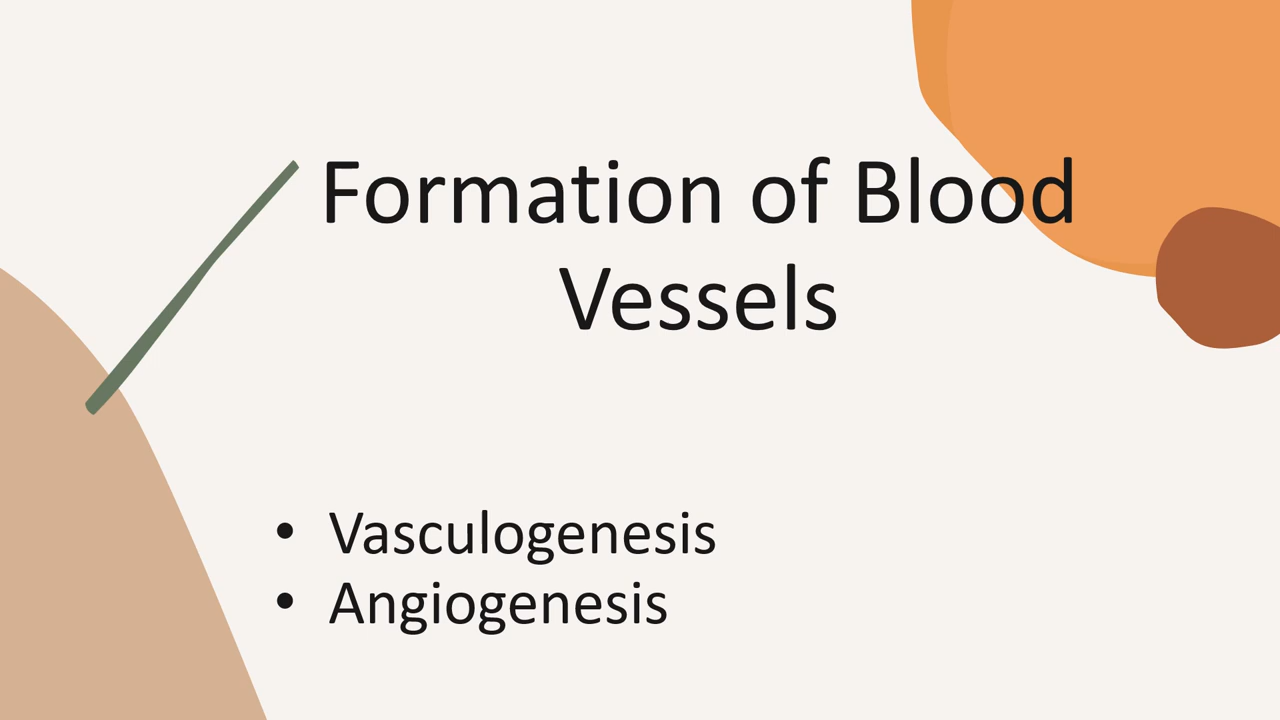 Formation of Blood
Vessels
• Vasculogenesis
• Angiogenesis